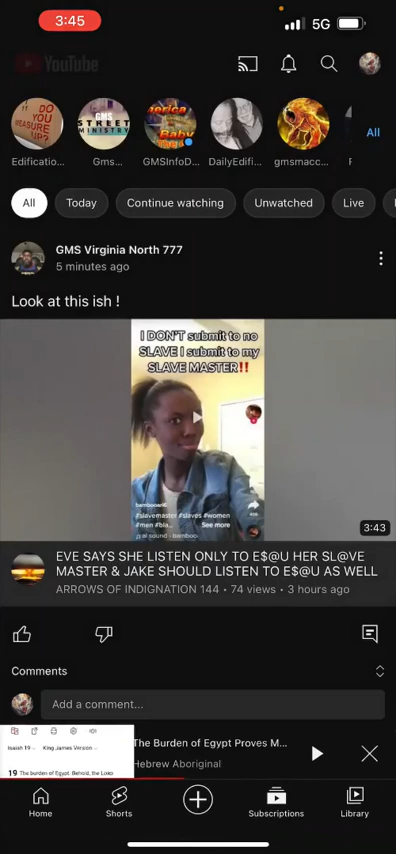 3:45
5G
YouTube
DO YOU
MEASURE
UP?
GMS
STREET
MINISTRY
America
Baby
All
Edificatio...
Gms...
GMSInfoD...
DailyEdifi...
gmsmacc...
All
Today
Continue watching
Unwatched
Live
GMS Virginia North 777
5 minutes ago
Look at this ish !
I DON'T submit to no
SLAVE I submit to my
SLAVE MASTER!!
#slavemaster #slaves #women
#men #bla... See more
3:43
EVE SAYS SHE LISTEN ONLY TO E$@U HER SL@VE
MASTER & JAKE SHOULD LISTEN TO E$@U AS WELL
ARROWS OF INDIGNATION 144 • 74 views • 3 hours ago
Comments
Add a comment...
Isaiah 19 King James Version
19 The burden of Egypt. Behold, the LORD
The Burden of Egypt Proves M...
Hebrew Aboriginal
Home
Shorts
Subscriptions
Library